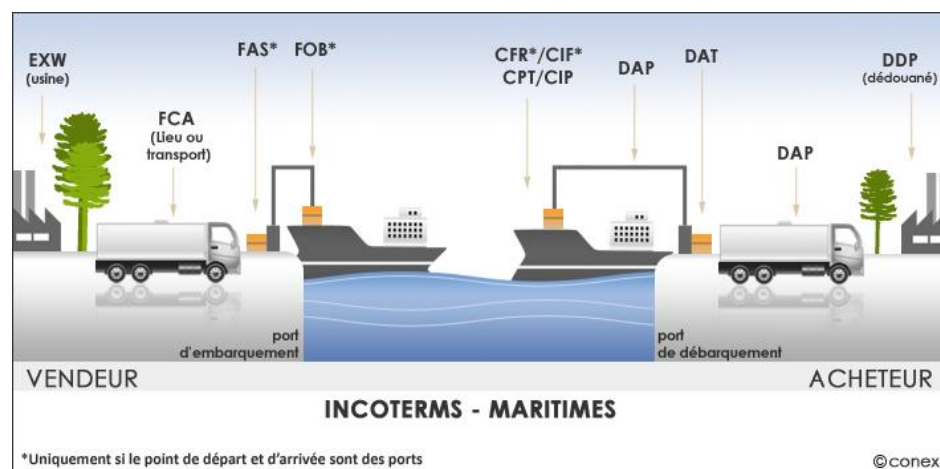 EXW
(usine)
FCA
(Lieu ou
transport)
FAS*
FOB*
CFR*/CIF*
CPT/CIP
DAP
DAT
DAP
DDP
(dédouané)
port
d'embarquement
port
de débarquement
VENDEUR
ACHETEUR
INCOTERMS - MARITIMES
*Uniquement si le point de départ et d'arrivée sont des ports
©conex